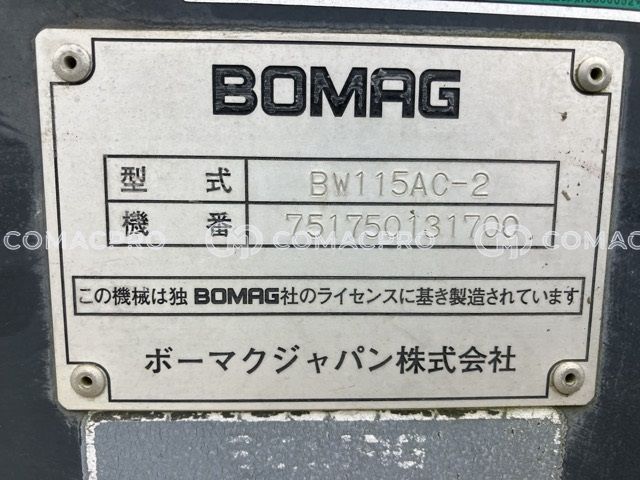 BOMAG
型式 BW115AC-2
機番 751750131700
この機械は独BOMAG社のライセンスに基き製造されています
ボーマクジャパン株式会社
COMACPRO COMACPRO COMACPRO